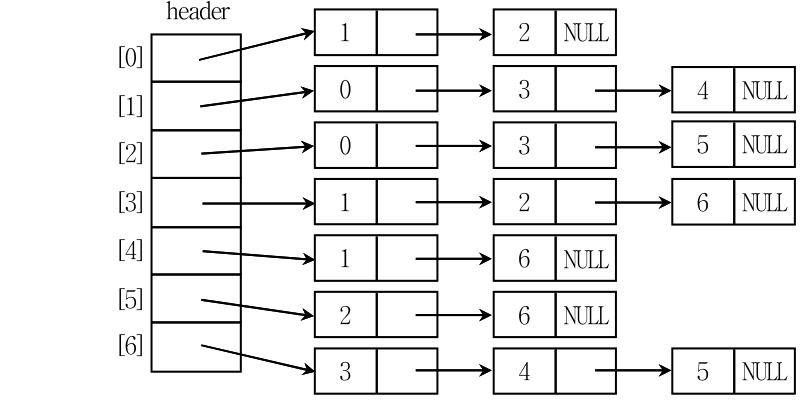 header
[0] 1 2 NULL
[1] 0 3 4 NULL
[2] 0 3 5 NULL
[3] 1 2 6 NULL
[4] 1 6 NULL
[5] 2 6 NULL
[6] 3 4 5 NULL